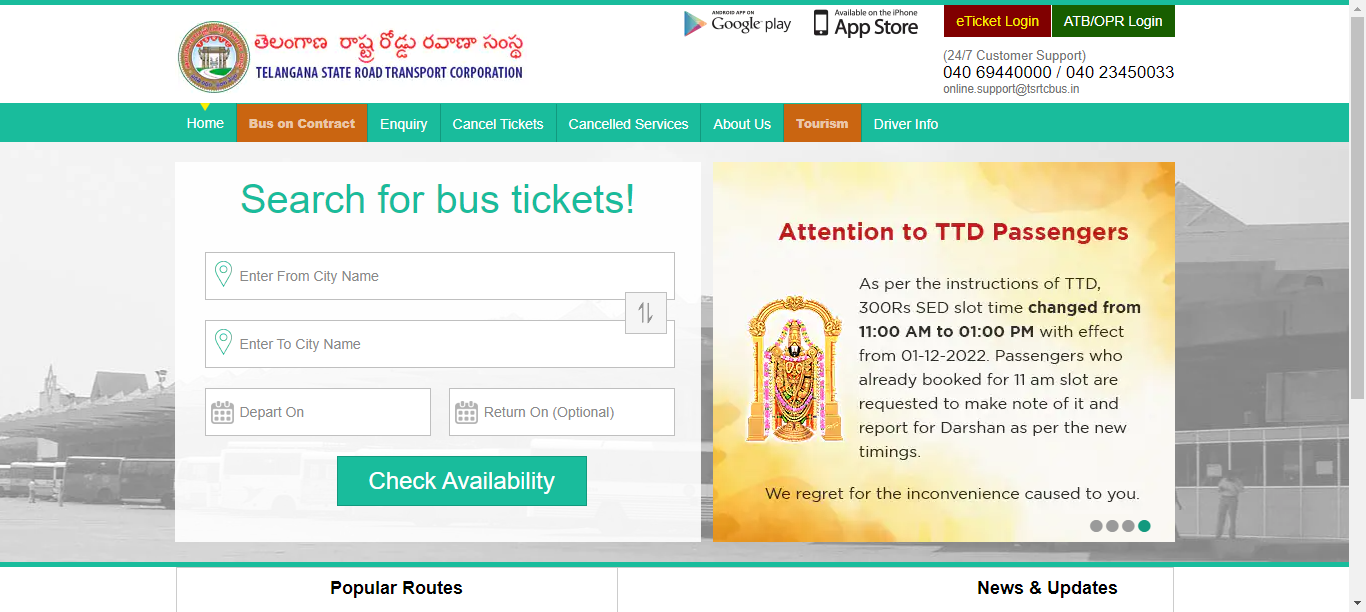 తెలంగాణ రాష్ట్ర రోడ్డు రవాణా సంస్థ
TELANGANA STATE ROAD TRANSPORT CORPORATION
ANDROID APP ON
Google play
Available on the iPhone
App Store
eTicket Login
ATB/OPR Login
(24/7 Customer Support)
040 69440000 / 040 23450033
online.support@tsrtcbus.in
Home
Bus on Contract
Enquiry
Cancel Tickets
Cancelled Services
About Us
Tourism
Driver Info
Search for bus tickets!
Enter From City Name
Enter To City Name
Depart On
Return On (Optional)
Check Availability
Attention to TTD Passengers
As per the instructions of TTD,
300Rs SED slot time changed from
11:00 AM to 01:00 PM with effect
from 01-12-2022. Passengers who
already booked for 11 am slot are
requested to make note of it and
report for Darshan as per the new
timings.
We regret for the inconvenience caused to you.
Popular Routes
News & Updates